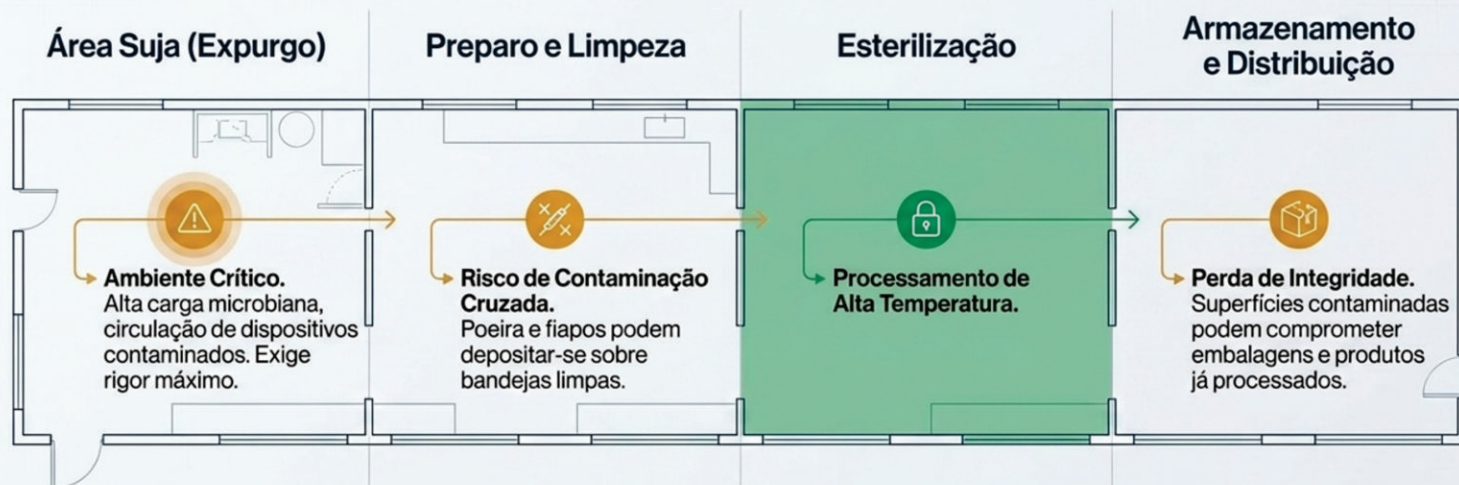 Área Suja (Expurgo)
Preparo e Limpeza
Esterilização
Armazenamento
e Distribuição
Ambiente Crítico.
Alta carga microbiana,
circulação de dispositivos
contaminados. Exige
rigor máximo.
Risco de Contaminação
Cruzada.
Poeira e fiapos podem
depositar-se sobre
bandejas limpas.
Processamento de
Alta Temperatura.
Perda de Integridade.
Superfícies contaminadas
podem comprometer
embalagens e produtos
já processados.